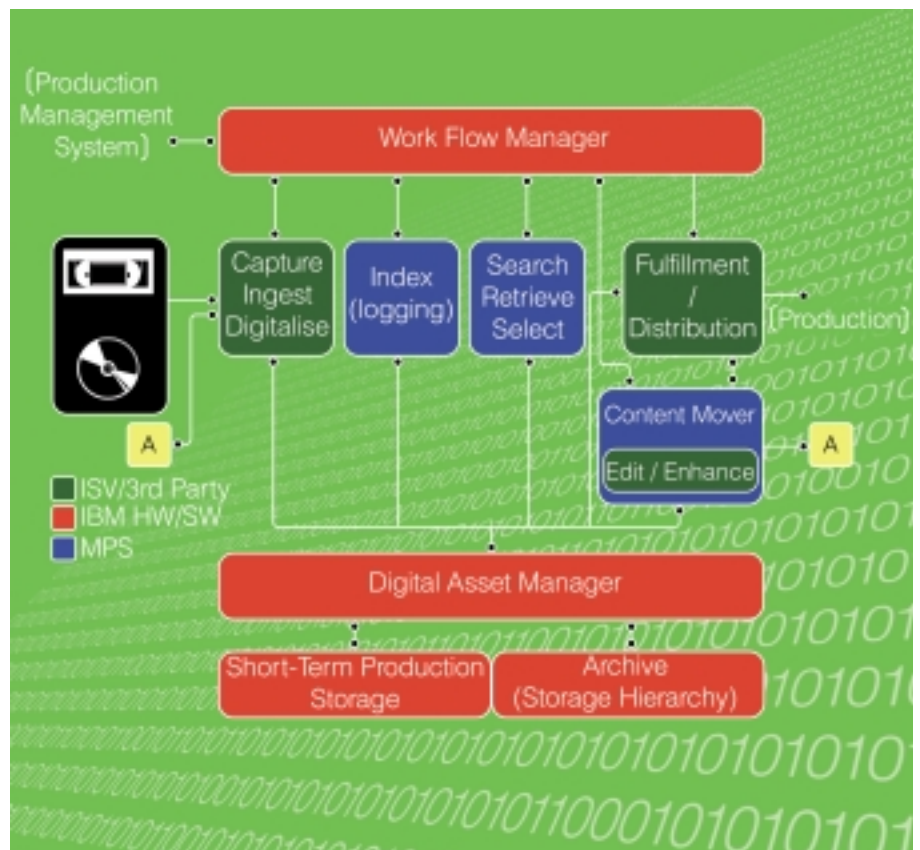 (Production
Management
System)
Work Flow Manager
Capture
Ingest
Digitalise
Index
(logging)
Search
Retrieve
Select
Fulfillment
/
Distribution
(Production)
Content Mover
Edit / Enhance
A
A
ISV/3rd Party
IBM HW/SW
MPS
Digital Asset Manager
Short-Term Production
Storage
Archive
(Storage Hierarchy)